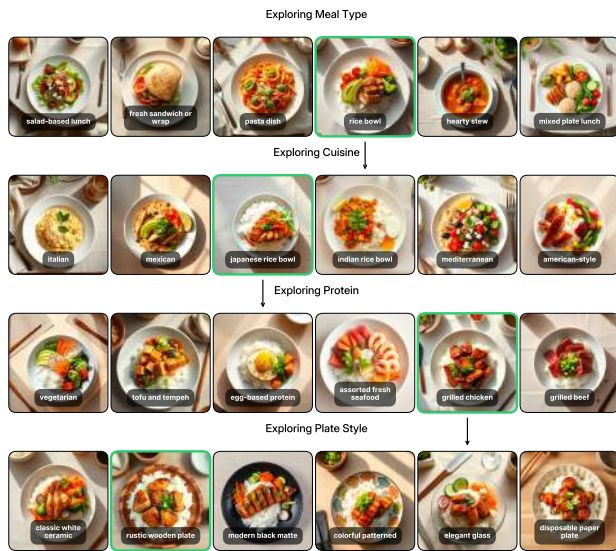 Exploring Meal Type
salad-based lunch
fresh sandwich or
wrap
pasta dish
rice bowl
hearty stew
mixed plate lunch
Exploring Cuisine
italian
mexican
japanese rice bowl
indian rice bowl
mediterranean
american-style
Exploring Protein
vegetarian
tofu and tempeh
egg-based protein
assorted fresh
seafood
grilled chicken
grilled beef
Exploring Plate Style
classic white
ceramic
rustic wooden plate
modern black matte
colorful patterned
elegant glass
disposable paper
plate